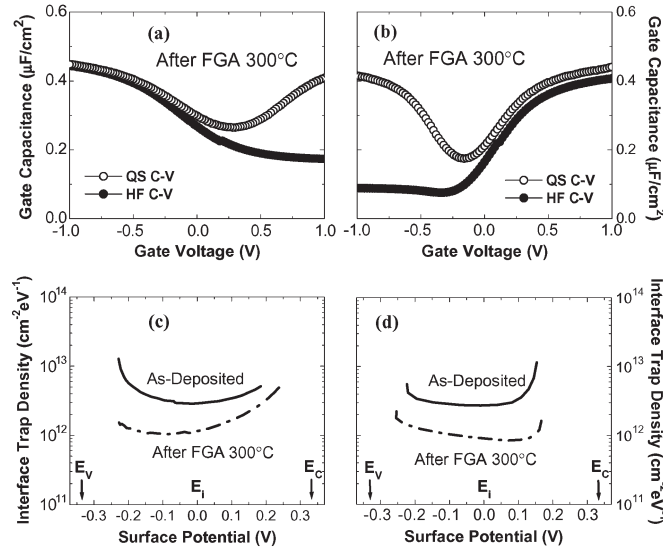 0.6
0.4
0.2
0.0
Gate Capacitance (μF/cm²)
(a)
After FGA 300°C
QS C-V
HF C-V
-1.0 -0.5 0.0 0.5 1.0
Gate Voltage (V)
(b)
After FGA 300°C
QS C-V
HF C-V
-1.0 -0.5 0.0 0.5 1.0
Gate Voltage (V)
0.6
0.4
0.2
0.0
Gate Capacitance (μF/cm²)
10¹⁴
10¹³
10¹²
10¹¹
Interface Trap Density (cm⁻²eV⁻¹)
(c)
As-Deposited
After FGA 300°C
E_V E_i E_C
-0.3 -0.2 -0.1 0.0 0.1 0.2 0.3
Surface Potential (V)
(d)
As-Deposited
After FGA 300°C
E_V E_i E_C
-0.3 -0.2 -0.1 0.0 0.1 0.2 0.3
Surface Potential (V)
10¹⁴
10¹³
10¹²
10¹¹
Interface Trap Density (cm⁻²eV⁻¹)